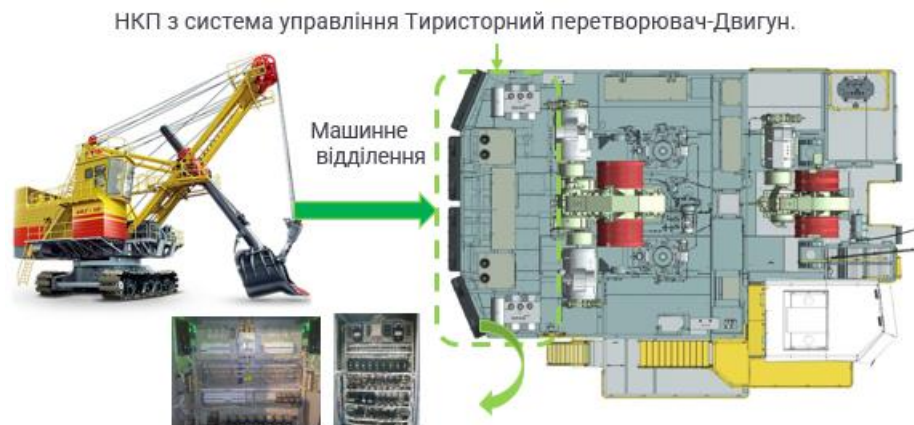 НКП з система управління Тиристорний перетворювач-Двигун.
Машинне
відділення